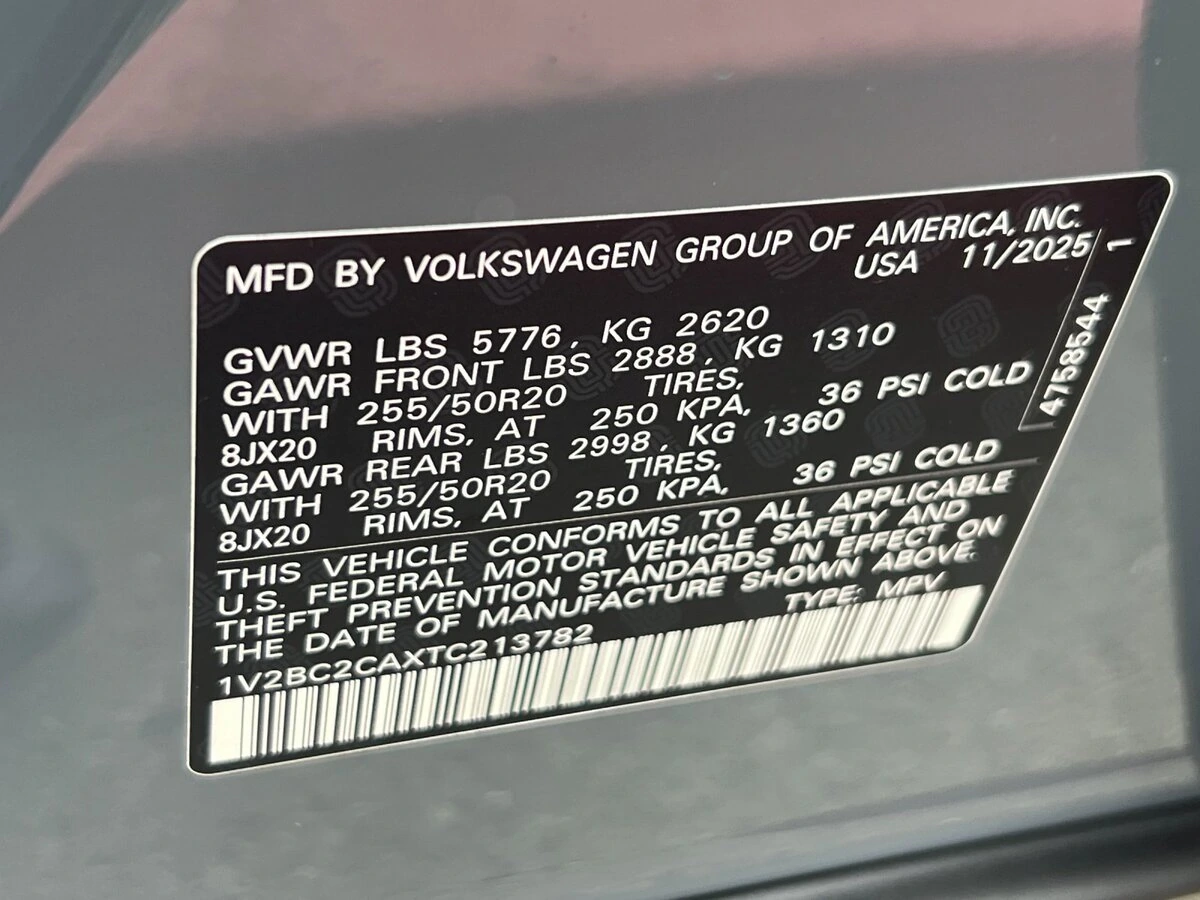 MFD BY VOLKSWAGEN GROUP OF AMERICA, INC.
USA 11/2025
1
4758544
GVWR LBS 5776, KG 2620
GAWR FRONT LBS 2888, KG 1310
WITH 255/50R20 TIRES,
8JX20 RIMS, AT 250 KPA, 36 PSI COLD
GAWR REAR LBS 2998, KG 1360
WITH 255/50R20 TIRES,
8JX20 RIMS, AT 250 KPA, 36 PSI COLD
THIS VEHICLE CONFORMS TO ALL APPLICABLE
U.S. FEDERAL MOTOR VEHICLE SAFETY AND
THEFT PREVENTION STANDARDS IN EFFECT ON
THE DATE OF MANUFACTURE SHOWN ABOVE.
TYPE: MPV
1V2BC2CAXTC213782